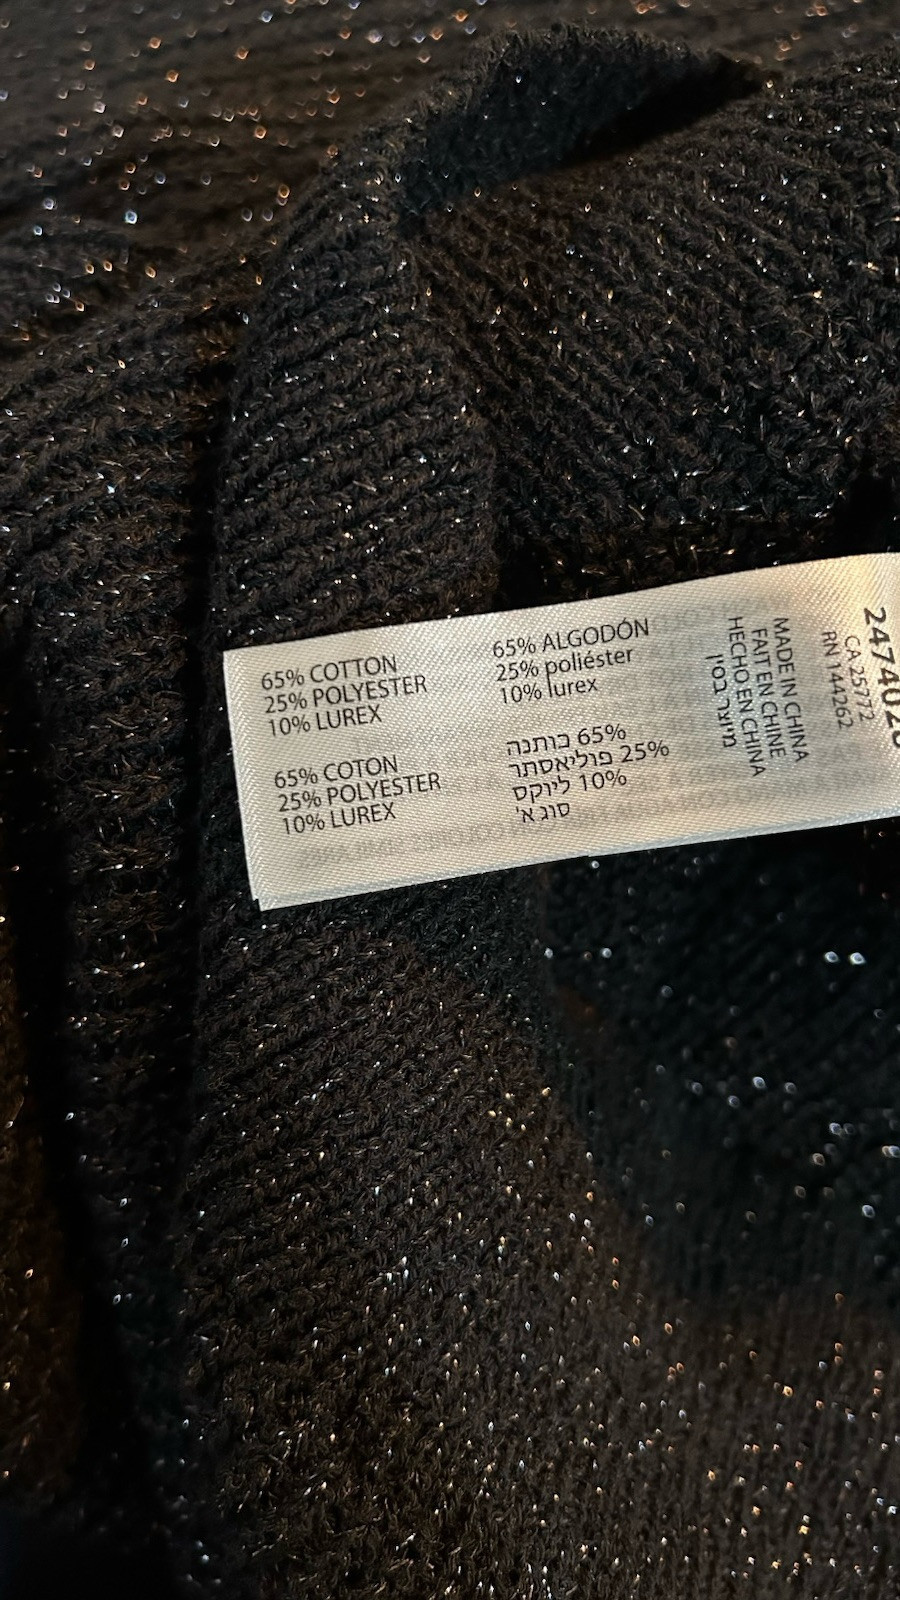 65% COTTON
25% POLYESTER
10% LUREX
65% COTON
25% POLYESTER
10% LUREX
65% ALGODÓN
25% poliéster
10% lurex
65% כותנה
25% פוליאסתר
10% ליוקס
סוג א'
MADE IN CHINA
FAIT EN CHINE
HECHO EN CHINA
מיוצר בסין
CA 25772
RN 144262